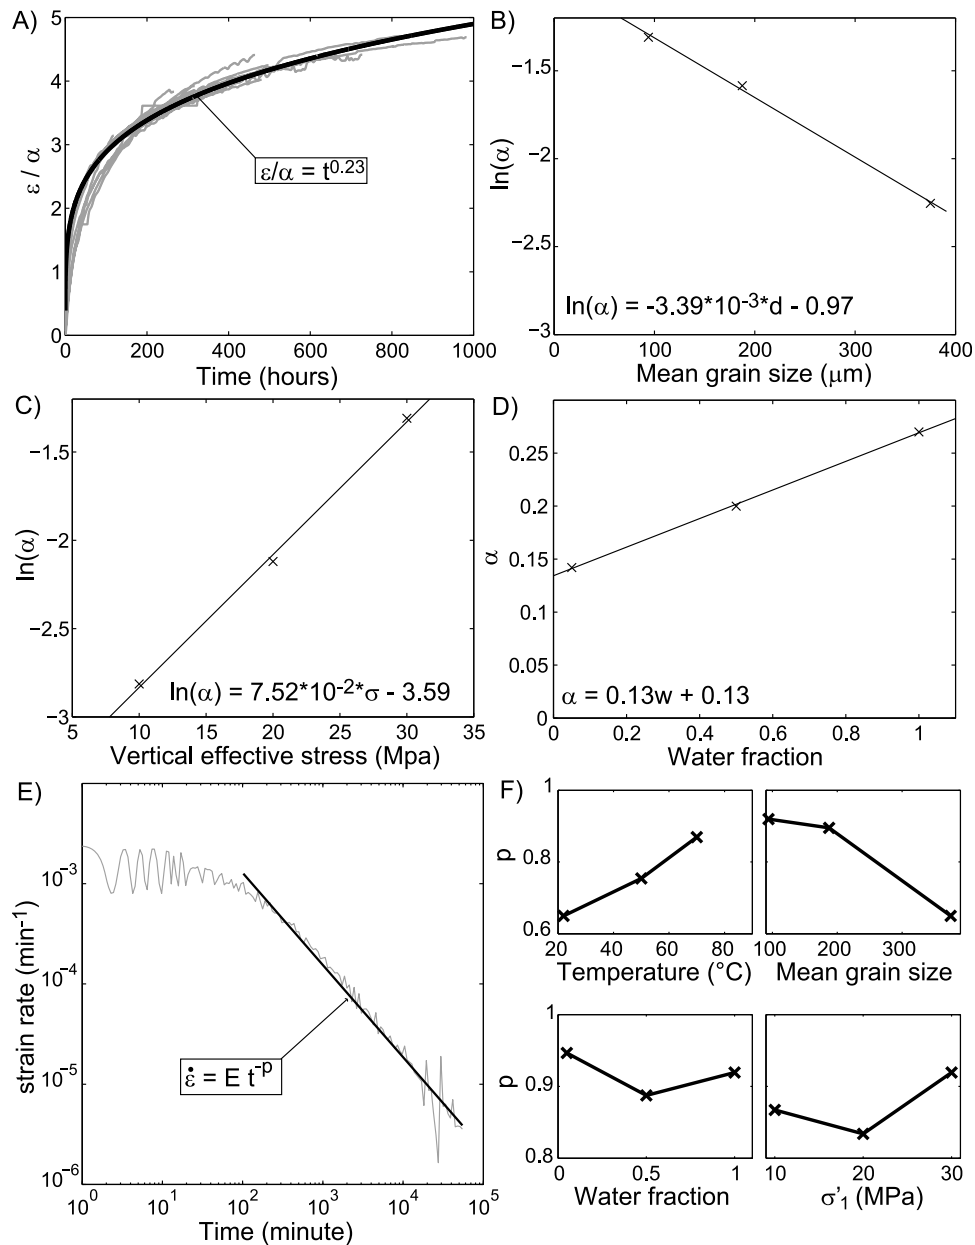 A)
5
4
3
2
1
0
ε / α
ε/α = t^0.23
0 200 400 600 800 1000
Time (hours)
B)
−1.5
−2
−2.5
−3
ln(α)
ln(α) = -3.39*10^-3*d - 0.97
0 100 200 300 400
Mean grain size (μm)
C)
−1.5
−2
−2.5
−3
ln(α)
ln(α) = 7.52*10^-2*σ - 3.59
5 10 15 20 25 30 35
Vertical effective stress (Mpa)
D)
0.25
0.2
0.15
0.1
0.05
0
α
α = 0.13w + 0.13
0 0.2 0.4 0.6 0.8 1
Water fraction
E)
10^-3
10^-4
10^-5
10^-6
strain rate (min^-1)
ε̇ = E t^-p
10^0 10^1 10^2 10^3 10^4 10^5
Time (minute)
F)
1
0.8
0.6
p
20 40 60 80
Temperature (°C)
100 200 300
Mean grain size
1
0.9
0.8
p
0 0.5 1
Water fraction
10 20 30
σ'1 (MPa)